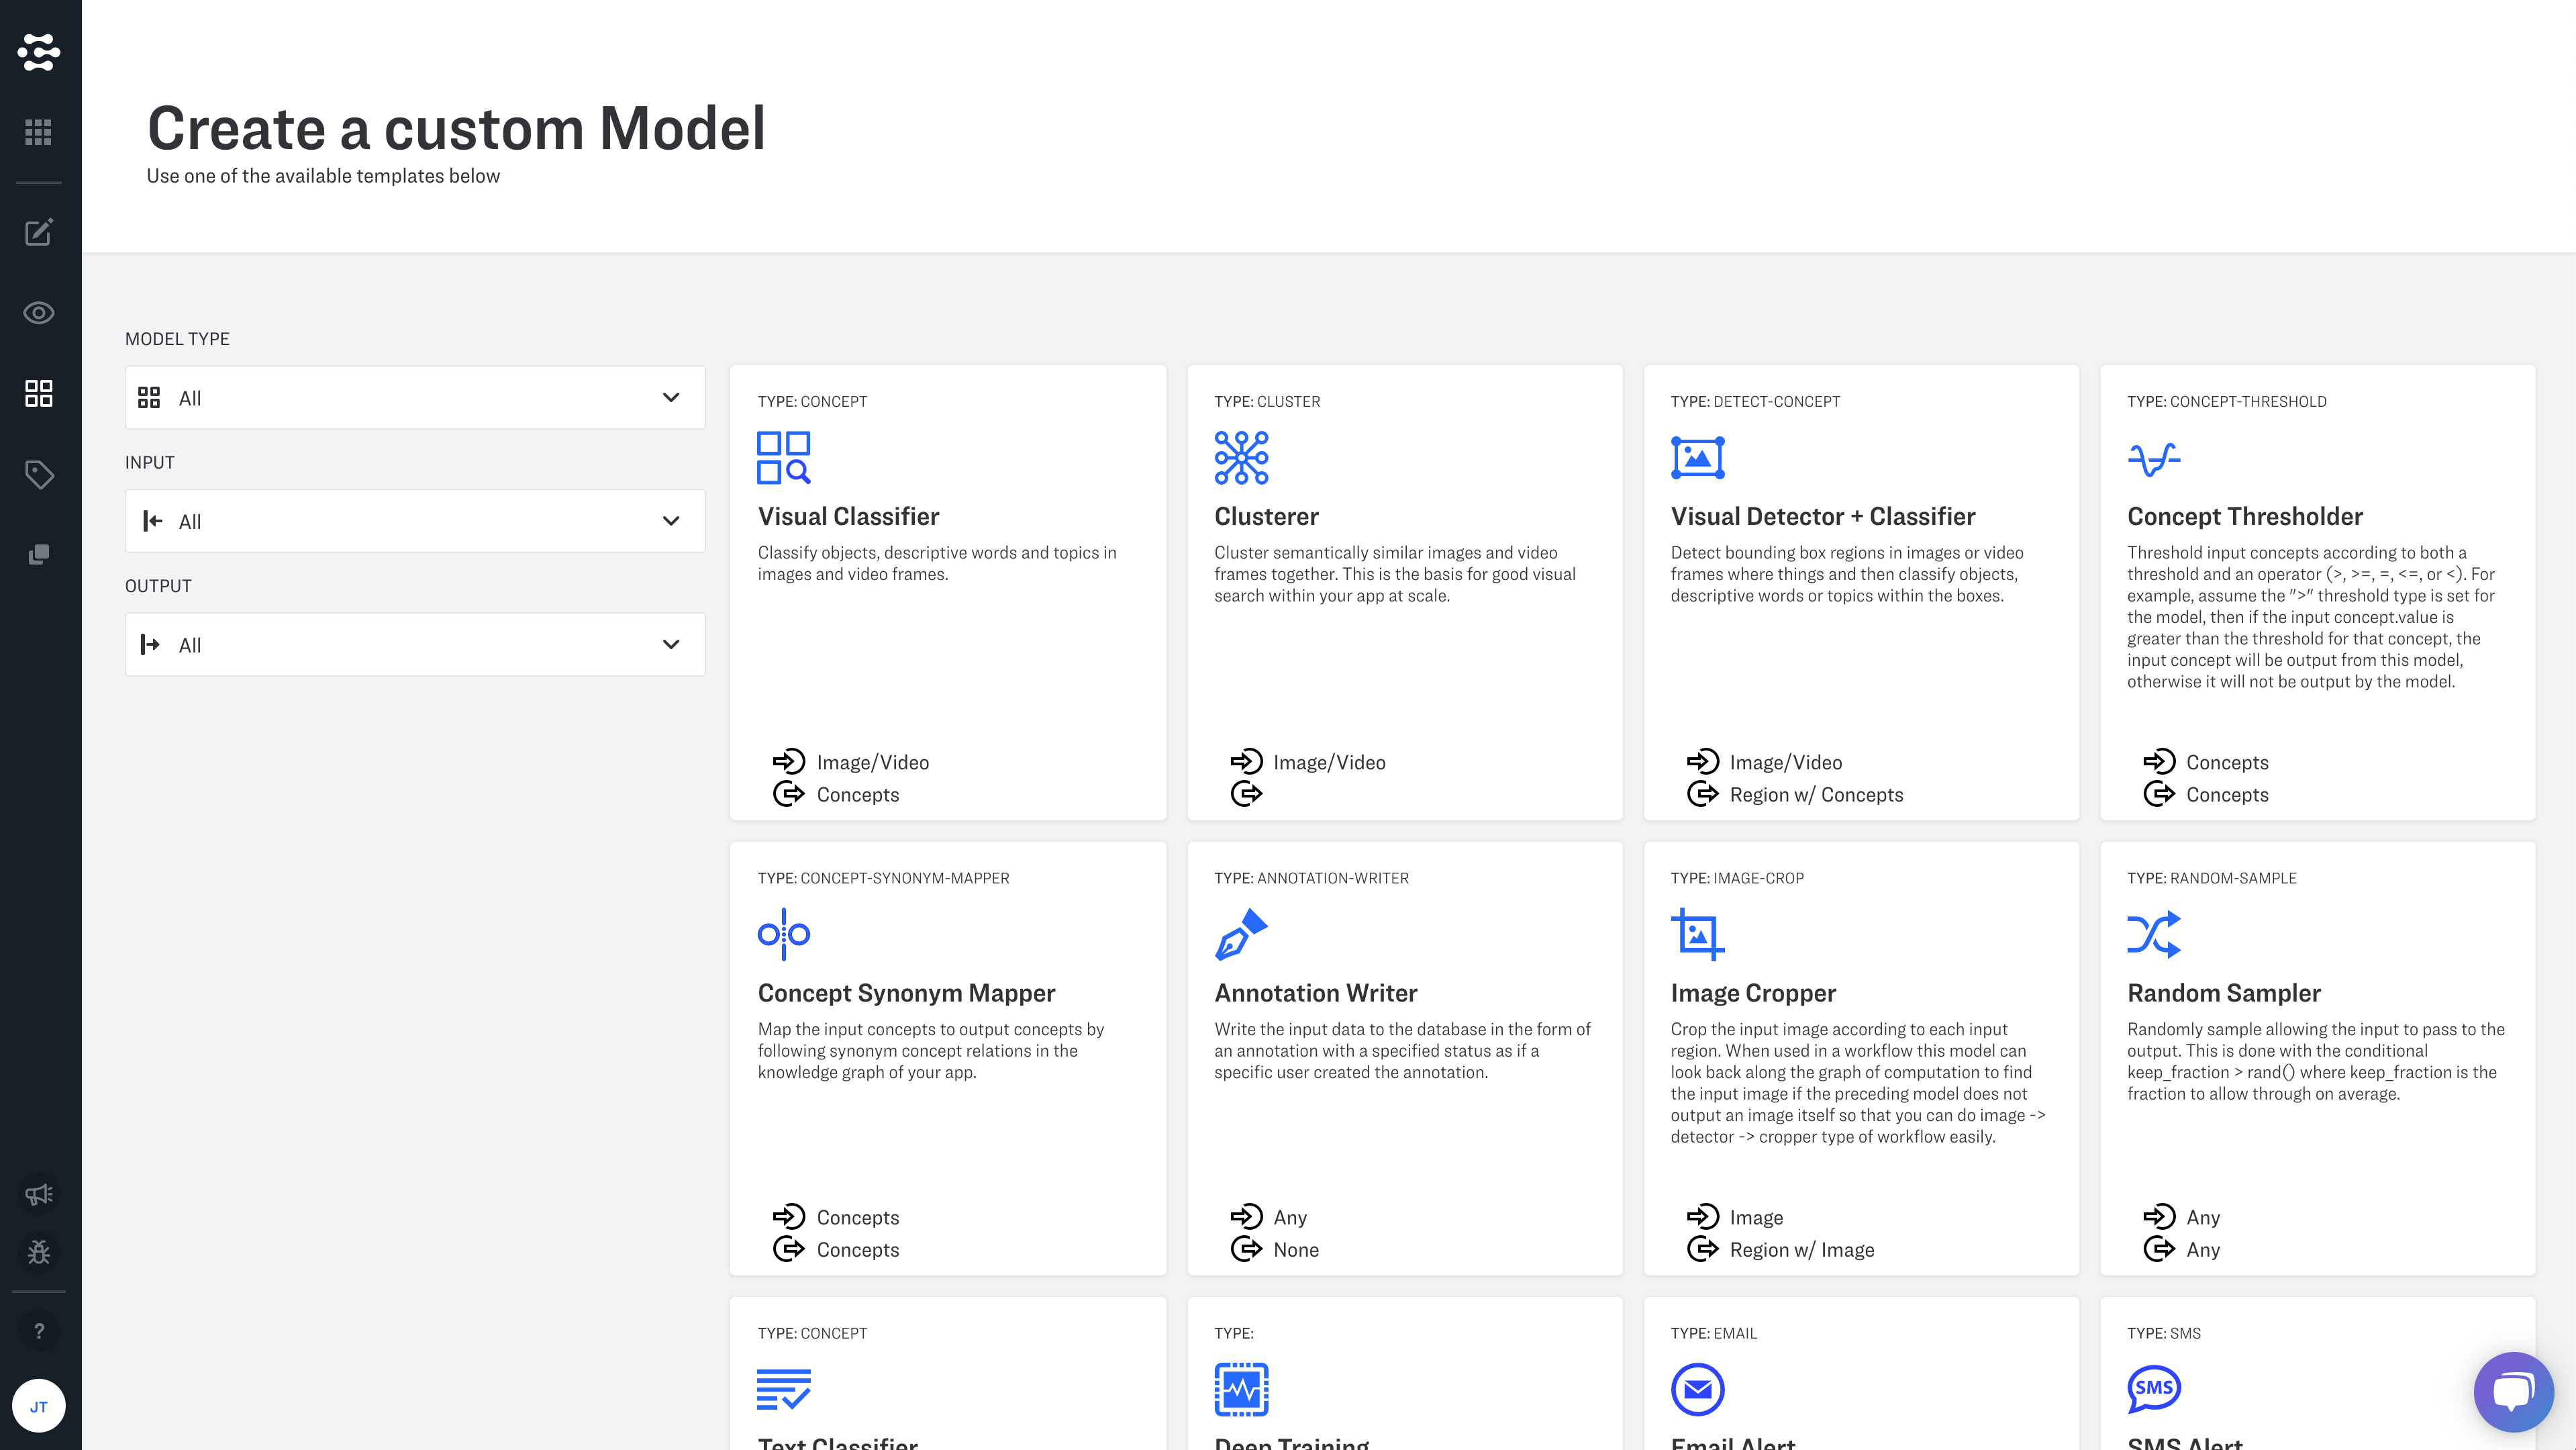 Create a custom Model
Use one of the available templates below
MODEL TYPE
All
INPUT
All
OUTPUT
All
TYPE: CONCEPT
Visual Classifier
Classify objects, descriptive words and topics in
images and video frames.
Image/Video
Concepts
TYPE: CLUSTER
Clusterer
Cluster semantically similar images and video
frames together. This is the basis for good visual
search within your app at scale.
Image/Video
TYPE: DETECT-CONCEPT
Visual Detector + Classifier
Detect bounding box regions in images or video
frames where things and then classify objects,
descriptive words or topics within the boxes.
Image/Video
Region w/ Concepts
TYPE: CONCEPT-THRESHOLD
Concept Thresholder
Threshold input concepts according to both a
threshold and an operator (>, >=, =, <=, or <). For
example, assume the ">" threshold type is set for
the model, then if the input concept.value is
greater than the threshold for that concept, the
input concept will be output from this model,
otherwise it will not be output by the model.
Concepts
Concepts
TYPE: CONCEPT-SYNONYM-MAPPER
Concept Synonym Mapper
Map the input concepts to output concepts by
following synonym concept relations in the
knowledge graph of your app.
Concepts
Concepts
TYPE: ANNOTATION-WRITER
Annotation Writer
Write the input data to the database in the form of
an annotation with a specified status as if a
specific user created the annotation.
Any
None
TYPE: IMAGE-CROP
Image Cropper
Crop the input image according to each input
region. When used in a workflow this model can
look back along the graph of computation to find
the input image if the preceding model does not
output an image itself so that you can do image ->
detector -> cropper type of workflow easily.
Image
Region w/ Image
TYPE: RANDOM-SAMPLE
Random Sampler
Randomly sample allowing the input to pass to the
output. This is done with the conditional
keep_fraction > rand() where keep_fraction is the
fraction to allow through on average.
Any
Any
TYPE: CONCEPT
Text Classifier
TYPE:
Deep Training
TYPE: EMAIL
Email Alert
TYPE: SMS
SMS
SMS Alert
?
JT